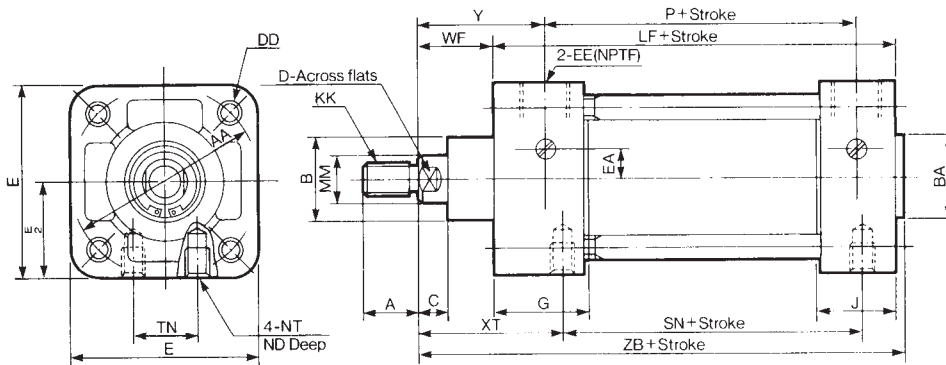 Y
P+Stroke
WF
LF+Stroke
DD
2-EE(NPTF)
D-Across flats
KK
AA
E
B
MM
EA
BA
E
2
A
C
G
J
TN
4-NT
ND Deep
XT
SN+Stroke
E
ZB+Stroke